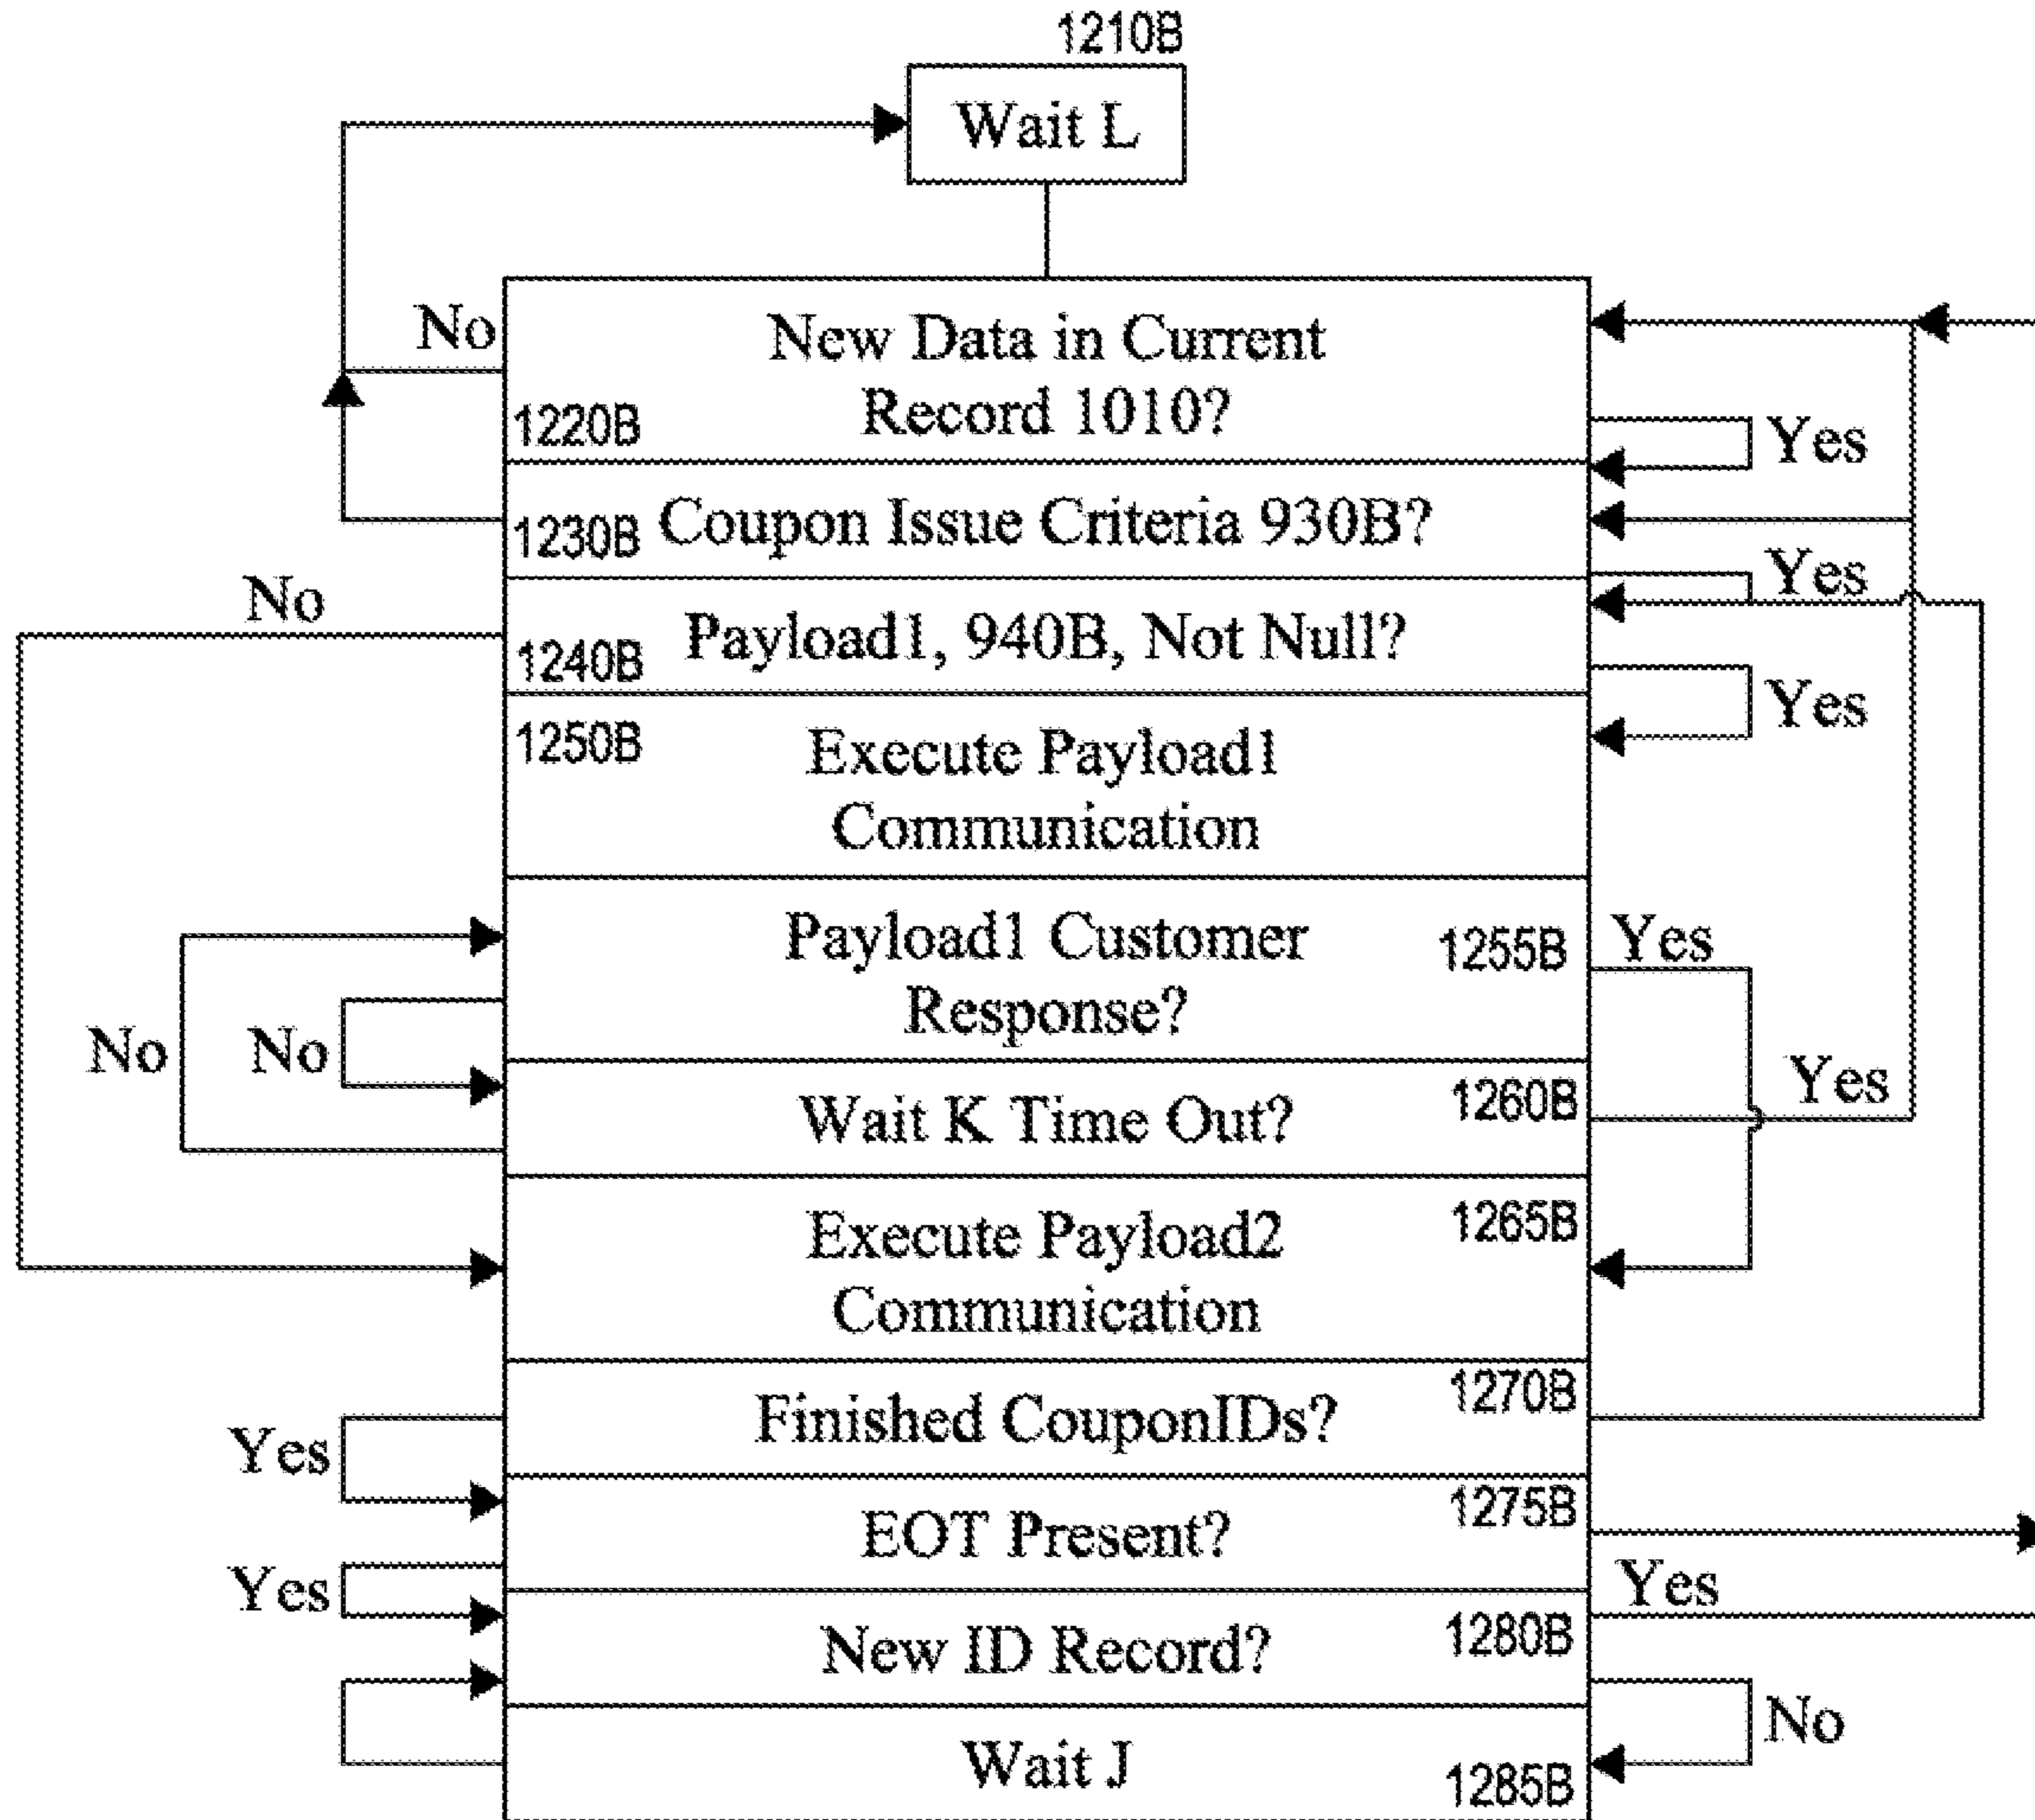 1210B
Wait L
No
New Data in Current
Record 1010?
1220B
Yes
1230B
Coupon Issue Criteria 930B?
Yes
No
Payload1, 940B, Not Null?
1240B
Yes
1250B
Execute Payload1
Communication
Payload1 Customer
Response?
1255B
Yes
No
No
Wait K Time Out?
1260B
Yes
Execute Payload2
Communication
1265B
Finished CouponIDs?
1270B
Yes
EOT Present?
1275B
Yes
Yes
New ID Record?
1280B
No
Wait J
1285B